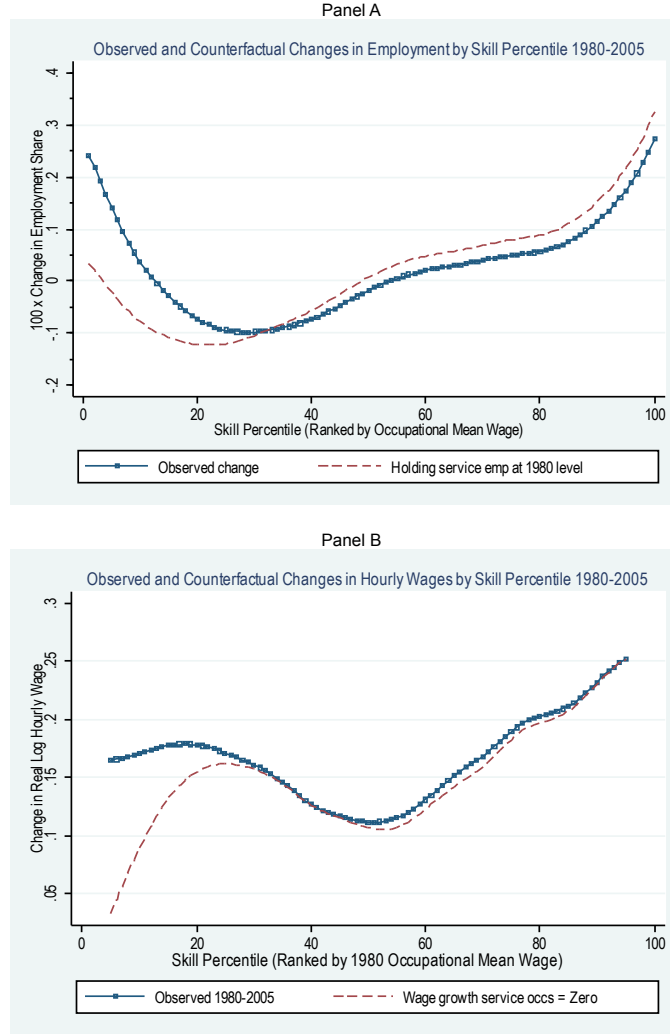 Panel A
Observed and Counterfactual Changes in Employment by Skill Percentile 1980-2005
100 x Change in Employment Share
.4
.3
.2
.1
0
-.1
-.2
0 20 40 60 80 100
Skill Percentile (Ranked by Occupational Mean Wage)
Observed change Holding service emp at 1980 level
Panel B
Observed and Counterfactual Changes in Hourly Wages by Skill Percentile 1980-2005
Change in Real Log Hourly Wage
.3
.25
.2
.15
.1
.05
0 20 40 60 80 100
Skill Percentile (Ranked by 1980 Occupational Mean Wage)
Observed 1980-2005 Wage growth service occs = Zero